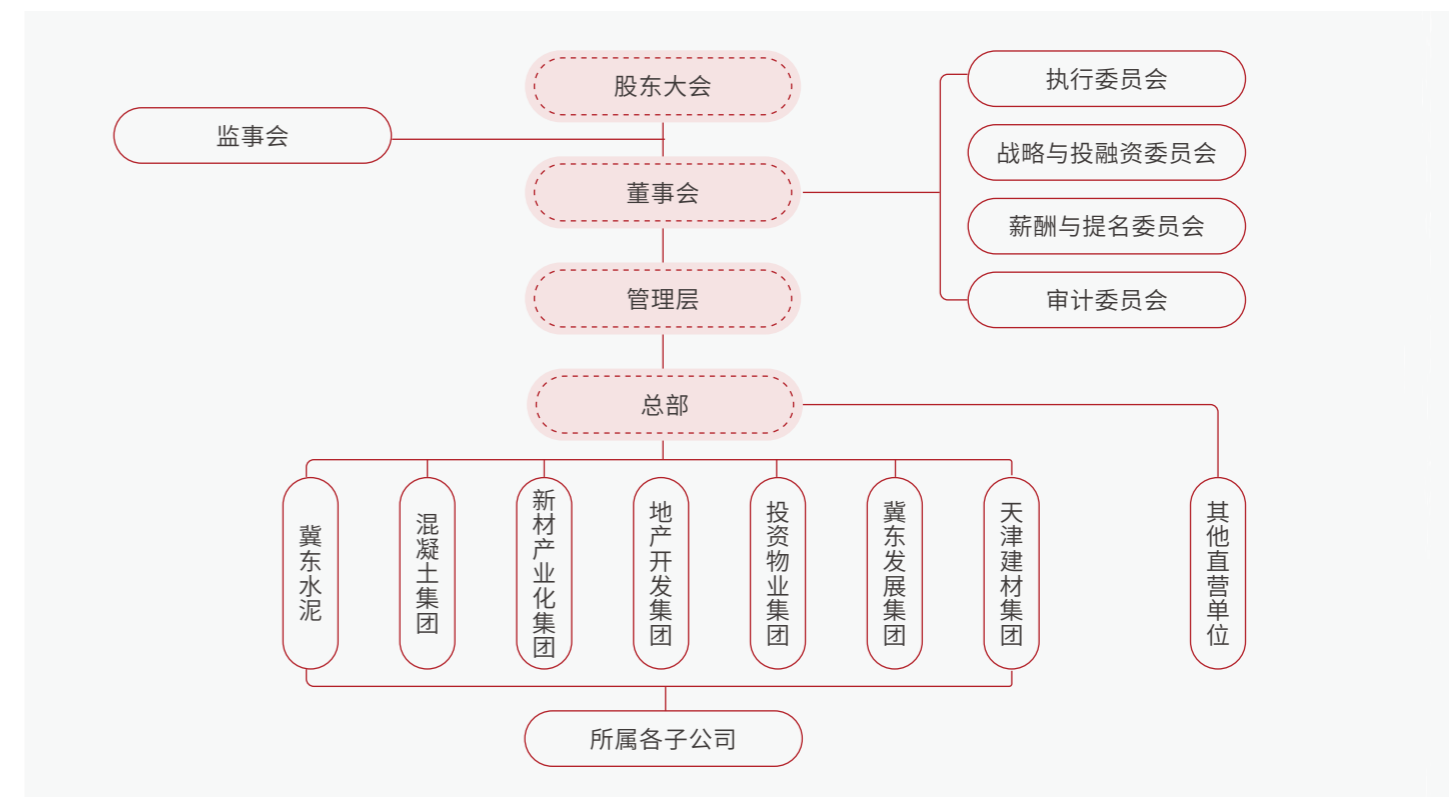 股东大会
执行委员会
监事会
战略与投融资委员会
董事会
薪酬与提名委员会
管理层
审计委员会
总部
冀东水泥
混凝土集团
新材产业化集团
地产开发集团
投资物业集团
冀东发展集团
天津建材集团
其他直营单位
所属各子公司